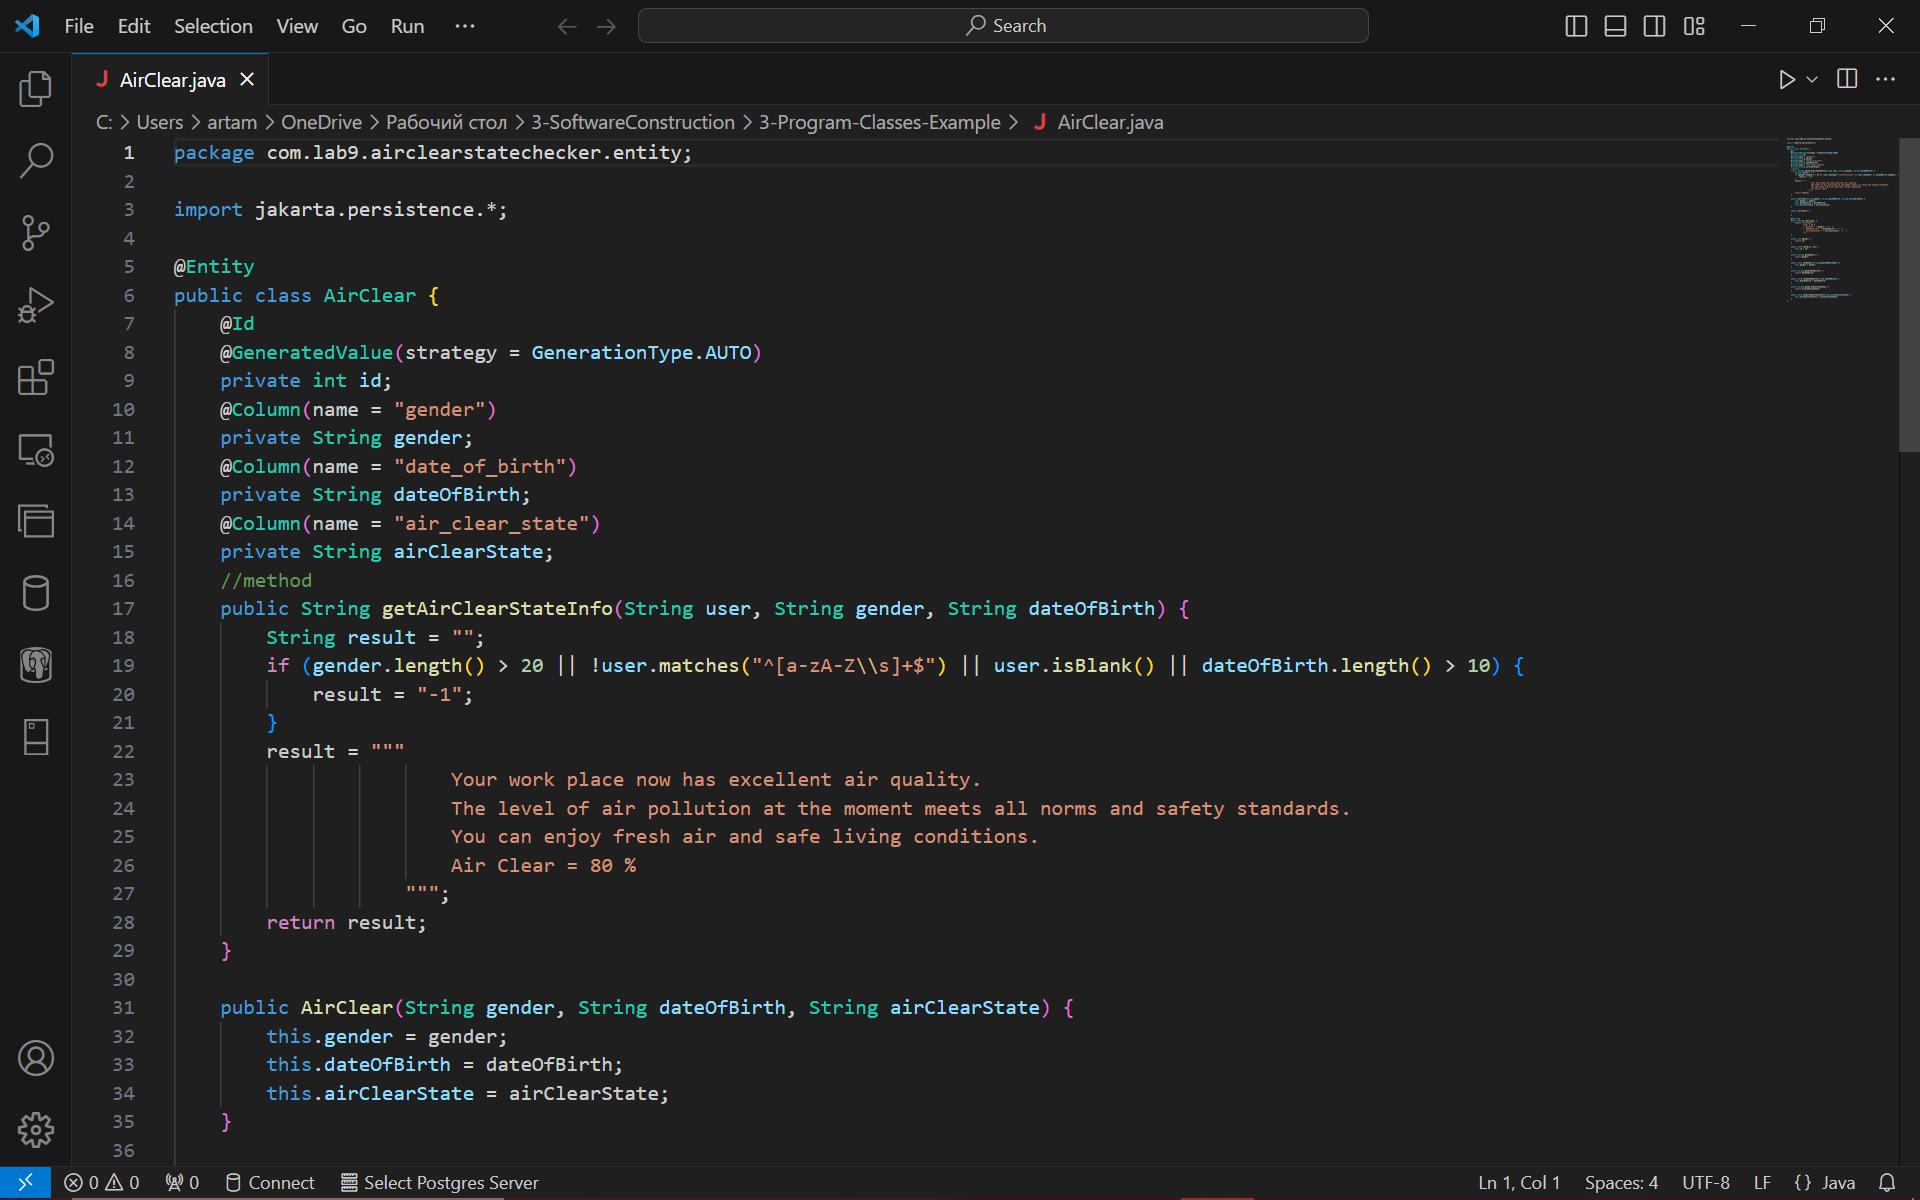 File Edit Selection View Go Run ··· Search
AirClear.java
C: > Users > artam > OneDrive > Рабочий стол > 3-SoftwareConstruction > 3-Program-Classes-Example > J AirClear.java
1 package com.lab9.airclearstatechecker.entity;
2
3 import jakarta.persistence.*;
4
5 @Entity
6 public class AirClear {
7 @Id
8 @GeneratedValue(strategy = GenerationType.AUTO)
9 private int id;
10 @Column(name = "gender")
11 private String gender;
12 @Column(name = "date_of_birth")
13 private String dateOfBirth;
14 @Column(name = "air_clear_state")
15 private String airClearState;
16 //method
17 public String getAirClearStateInfo(String user, String gender, String dateOfBirth) {
18 String result = "";
19 if (gender.length() > 20 || !user.matches("^[a-zA-Z\\s]+$") || user.isBlank() || dateOfBirth.length() > 10) {
20 result = "-1";
21 }
22 result = """
23 Your work place now has excellent air quality.
24 The level of air pollution at the moment meets all norms and safety standards.
25 You can enjoy fresh air and safe living conditions.
26 Air Clear = 80 %
27 """;
28 return result;
29 }
30
31 public AirClear(String gender, String dateOfBirth, String airClearState) {
32 this.gender = gender;
33 this.dateOfBirth = dateOfBirth;
34 this.airClearState = airClearState;
35 }
36
0 0 0 Connect Select Postgres Server Ln 1, Col 1 Spaces: 4 UTF-8 LF {} Java